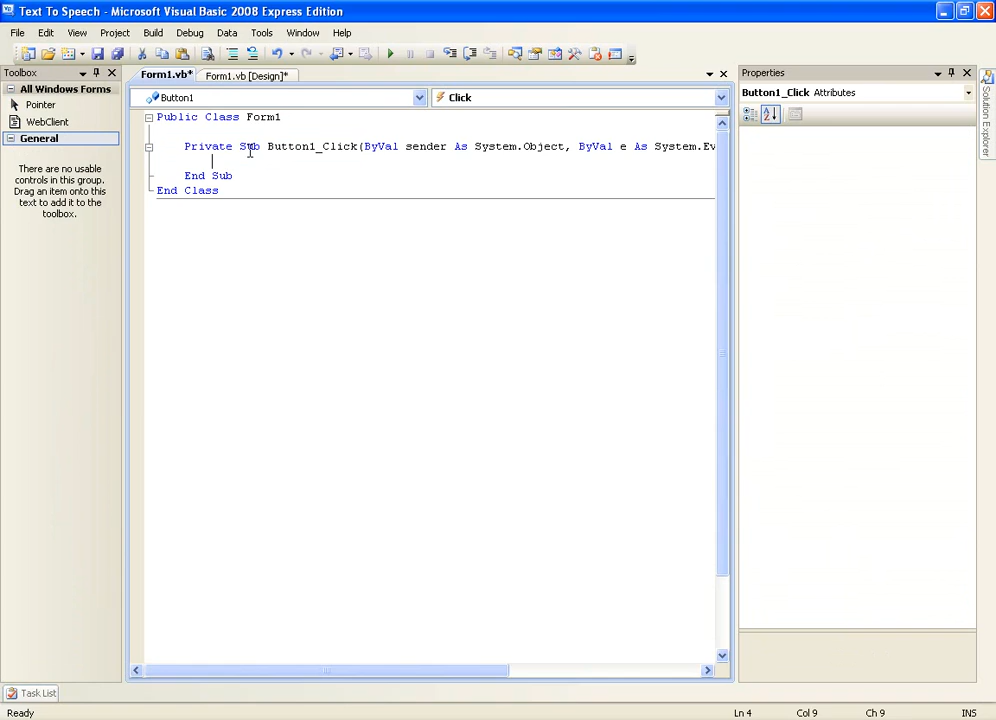 Text To Speech - Microsoft Visual Basic 2008 Express Edition
File Edit View Project Build Debug Data Tools Window Help
Toolbox
Form1.vb* Form1.vb [Design]*
Properties
All Windows Forms
Pointer
WebClient
General
There are no usable
controls in this group.
Drag an item onto this
text to add it to the
toolbox.
Button1 Click
Button1_Click Attributes
Public Class Form1
Private Sub Button1_Click(ByVal sender As System.Object, ByVal e As System.Ev
End Sub
End Class
Solution Explorer
Task List
Ready Ln 4 Col 9 Ch 9 INS